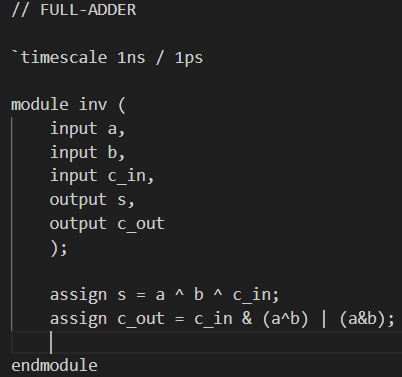 // FULL-ADDER
`timescale 1ns / 1ps
module inv (
input a,
input b,
input c_in,
output s,
output c_out
);
assign s = a ^ b ^ c_in;
assign c_out = c_in & (a^b) | (a&b);
endmodule